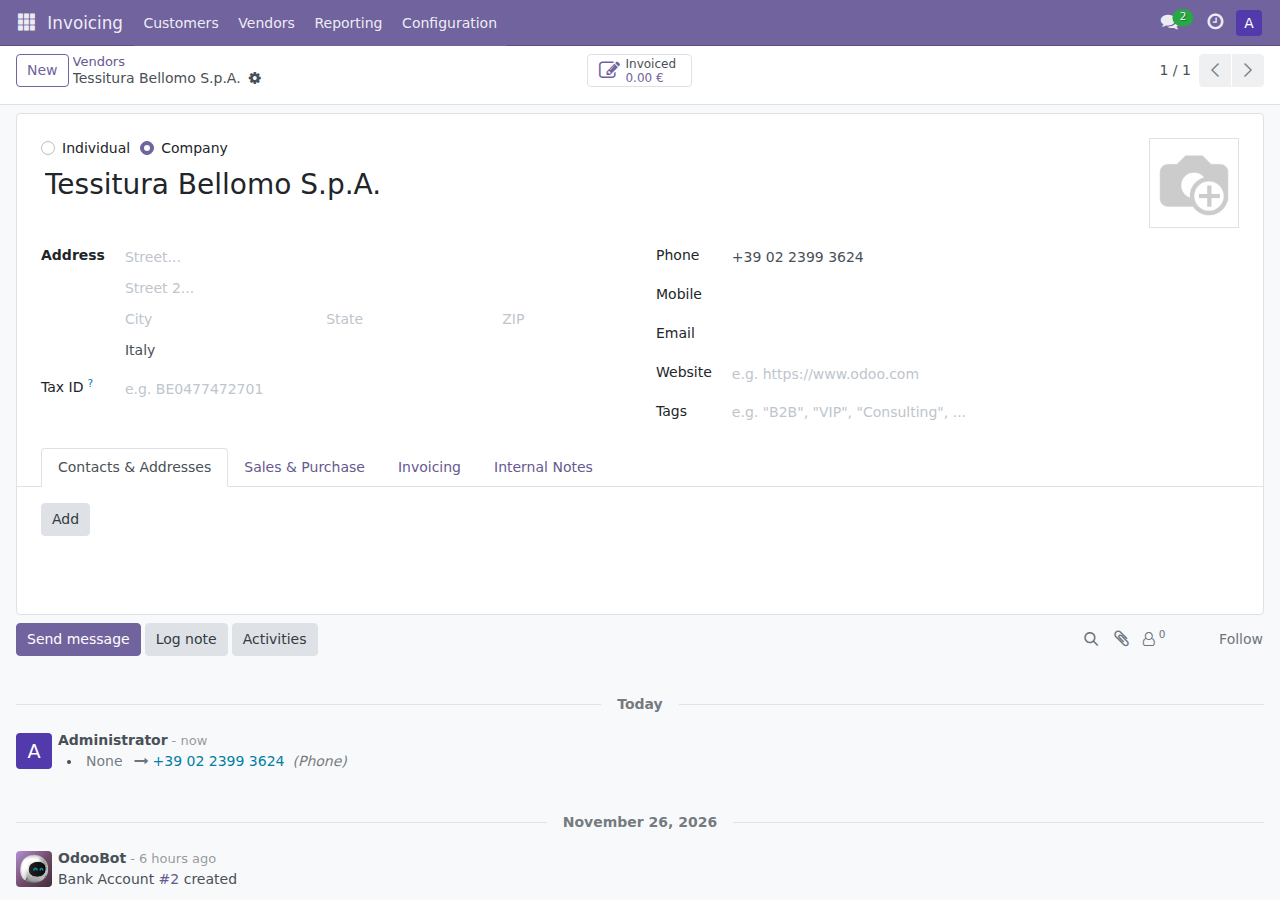 Invoicing Customers Vendors Reporting Configuration 2 A
New Vendors Invoiced 1 / 1
Tessitura Bellomo S.p.A. 0.00 €
Individual Company
Tessitura Bellomo S.p.A.
Address Street... Phone +39 02 2399 3624
Street 2... Mobile
City State ZIP Email
Italy
Tax ID ? e.g. BE0477472701 Website e.g. https://www.odoo.com
Tags e.g. "B2B", "VIP", "Consulting", ...
Contacts & Addresses Sales & Purchase Invoicing Internal Notes
Add
Send message Log note Activities 0 Follow
Today
A Administrator - now
• None → +39 02 2399 3624 (Phone)
November 26, 2026
OdooBot - 6 hours ago
Bank Account #2 created